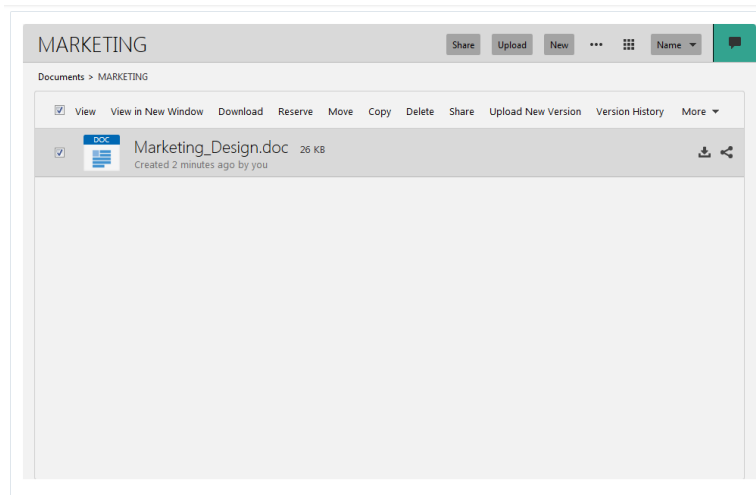 MARKETING Share Upload New Name
Documents > MARKETING
View View in New Window Download Reserve Move Copy Delete Share Upload New Version Version History More
DOC
Marketing_Design.doc 26 KB
Created 2 minutes ago by you